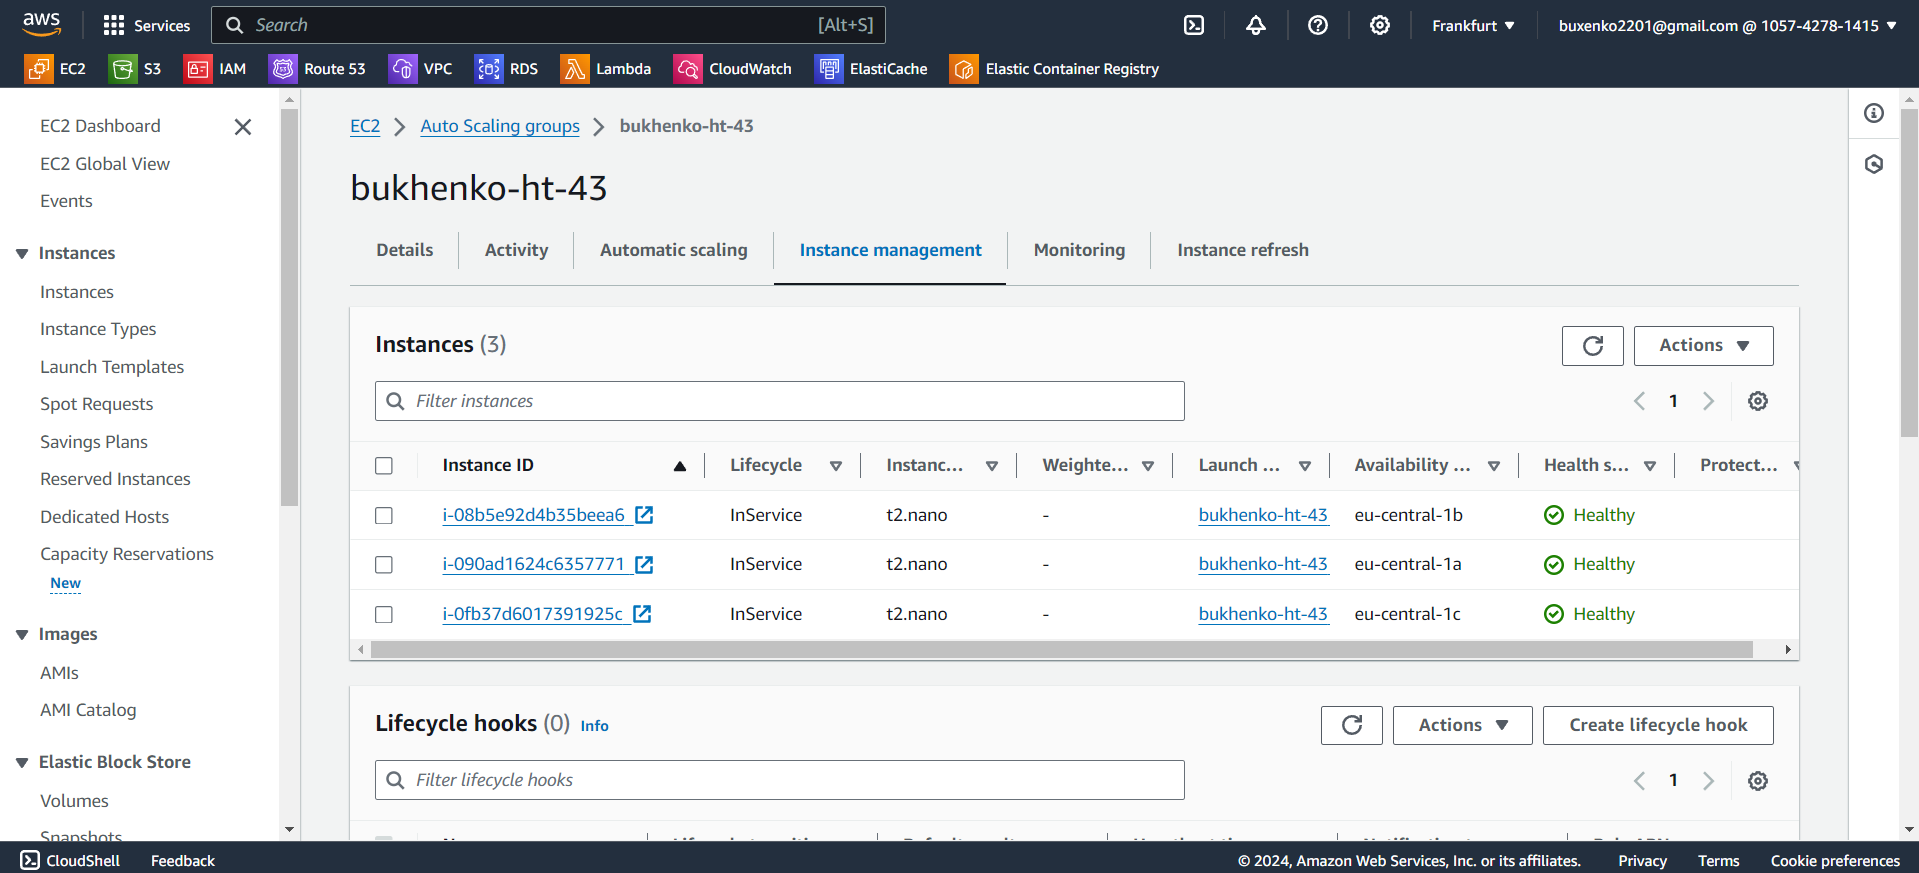 aws Services Search [Alt+S] Frankfurt buxenko2201@gmail.com @ 1057-4278-1415
EC2 S3 IAM Route 53 VPC RDS Lambda CloudWatch ElastiCache Elastic Container Registry
EC2 Dashboard
EC2 Global View
Events
Instances
Instances
Instance Types
Launch Templates
Spot Requests
Savings Plans
Reserved Instances
Dedicated Hosts
Capacity Reservations
New
Images
AMIs
AMI Catalog
Elastic Block Store
Volumes
Snapshots
EC2 Auto Scaling groups bukhenko-ht-43
bukhenko-ht-43
Details Activity Automatic scaling Instance management Monitoring Instance refresh
Instances (3) Actions
Filter instances 1
Instance ID Lifecycle Instanc... Weighte... Launch ... Availability ... Health s... Protect...
i-08b5e92d4b35beea6 InService t2.nano - bukhenko-ht-43 eu-central-1b Healthy
i-090ad1624c6357771 InService t2.nano - bukhenko-ht-43 eu-central-1a Healthy
i-0fb37d6017391925c InService t2.nano - bukhenko-ht-43 eu-central-1c Healthy
Lifecycle hooks (0) Info Actions Create lifecycle hook
Filter lifecycle hooks 1
CloudShell Feedback © 2024, Amazon Web Services, Inc. or its affiliates. Privacy Terms Cookie preferences